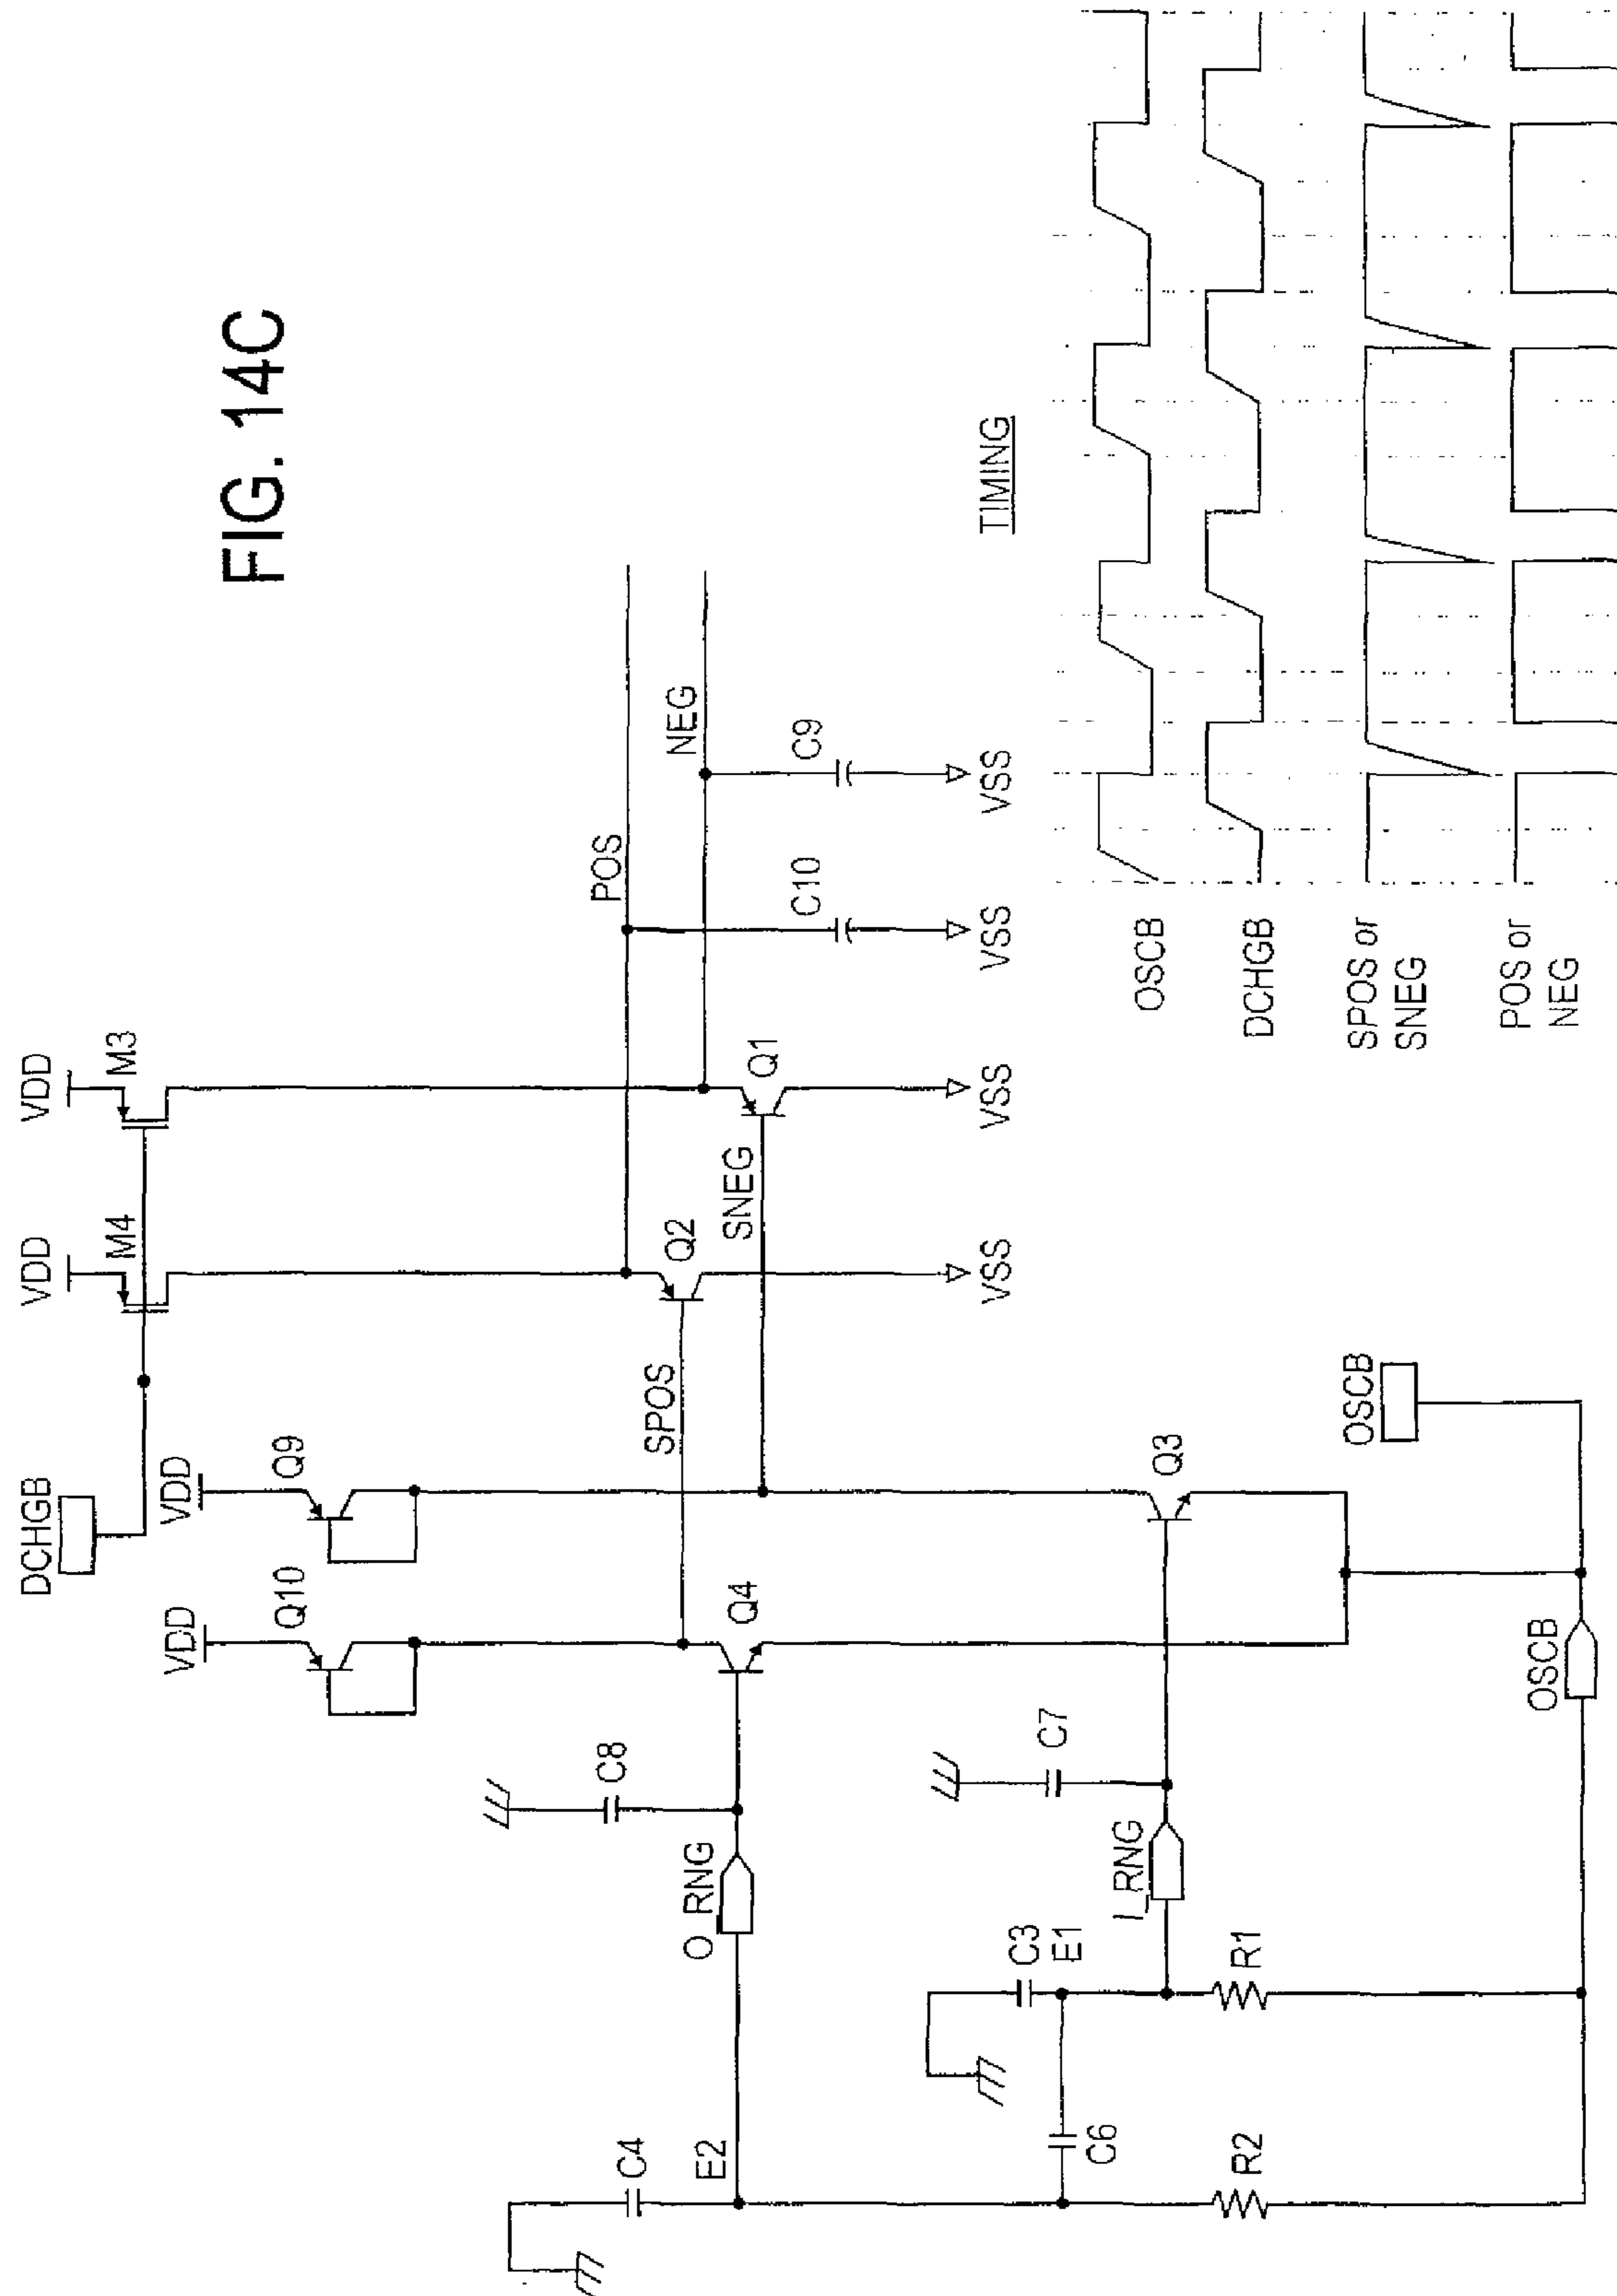 FIG. 14C
DCHGB
VDD
VDD
M4
M3
VDD
VDD
Q10
Q9
POS
NEG
SPOS
Q2
SNEG
Q1
C10
C9
VSS
VSS
VSS
VSS
C4
E2
O_RNG
C8
Q4
C6
C3
E1
I_RNG
C7
Q3
R2
R1
OSCB
OSCB
TIMING
OSCB
DCHGB
SPOS or
SNEG
POS or
NEG